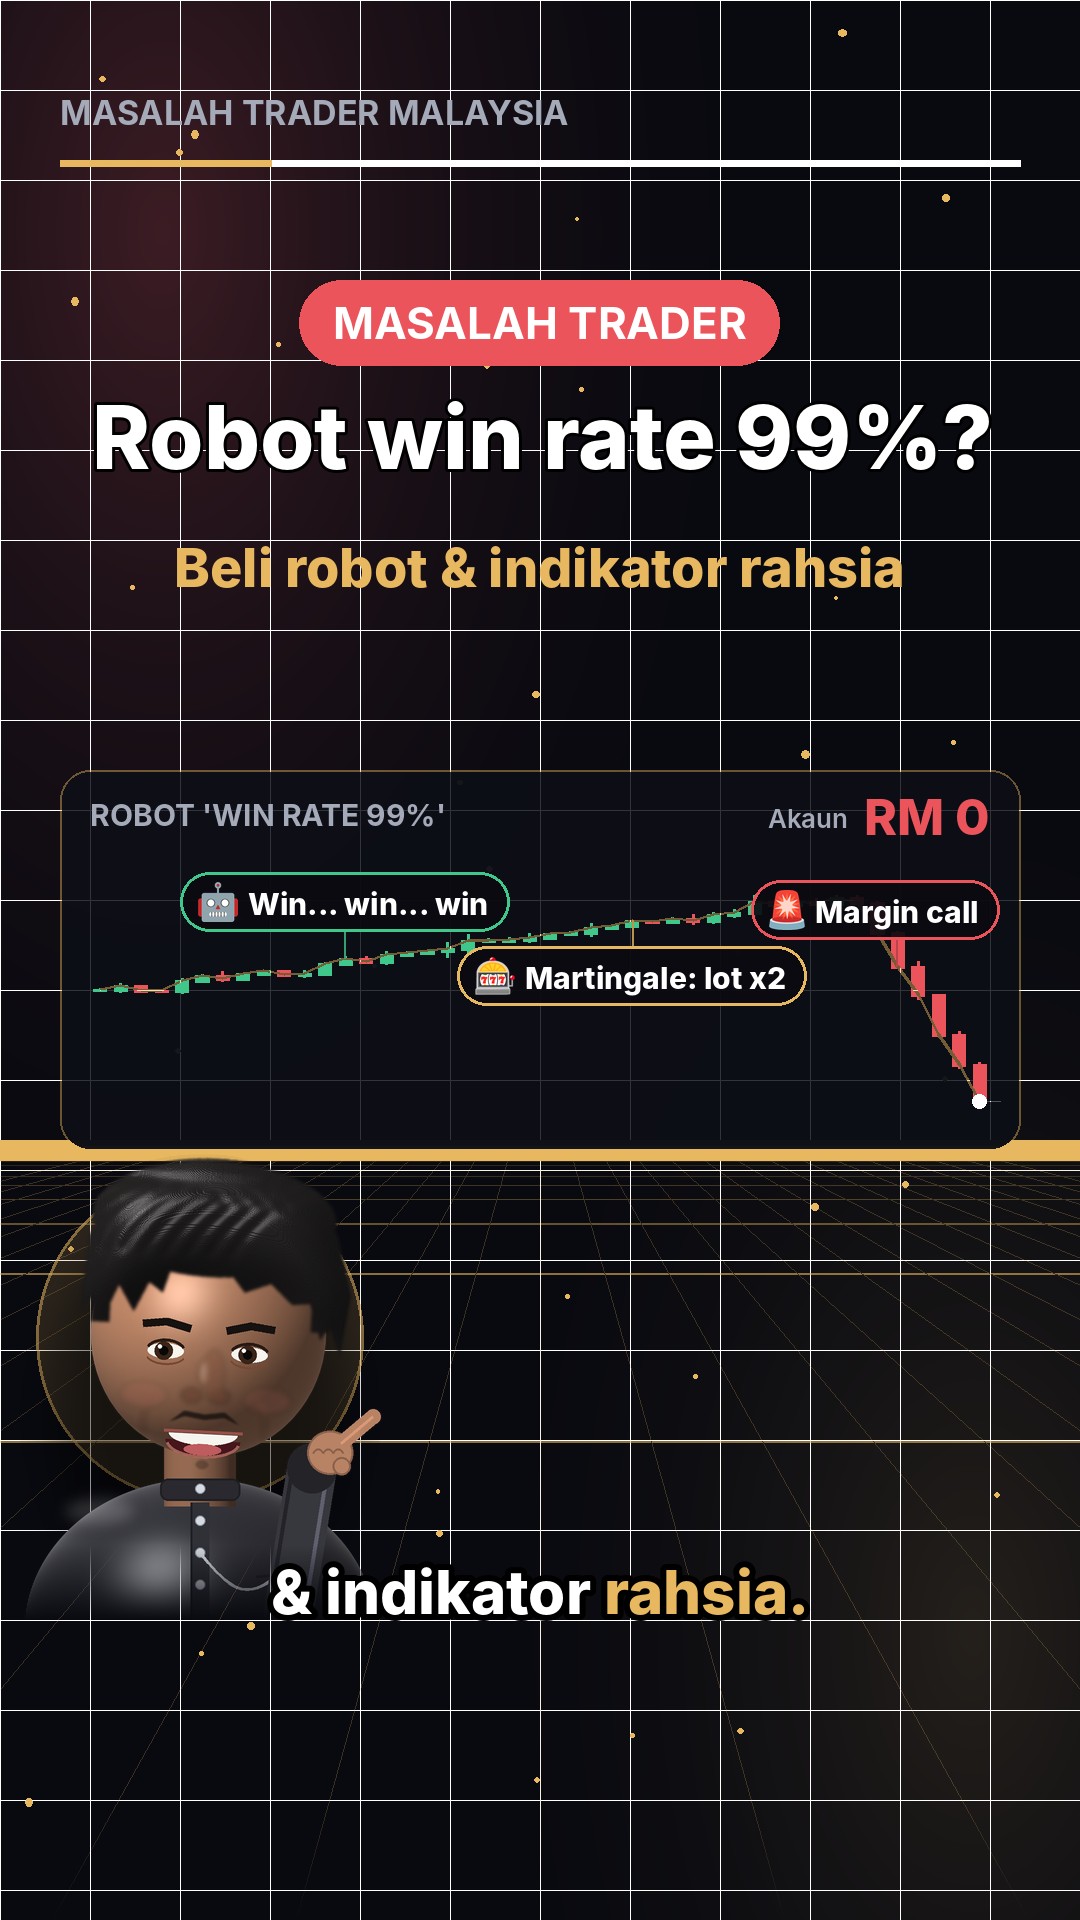 MASALAH TRADER MALAYSIA
MASALAH TRADER
Robot win rate 99%?
Beli robot & indikator rahsia
ROBOT 'WIN RATE 99%'
Akaun RM 0
Win... win... win
Margin call
Martingale: lot x2
& indikator rahsia.